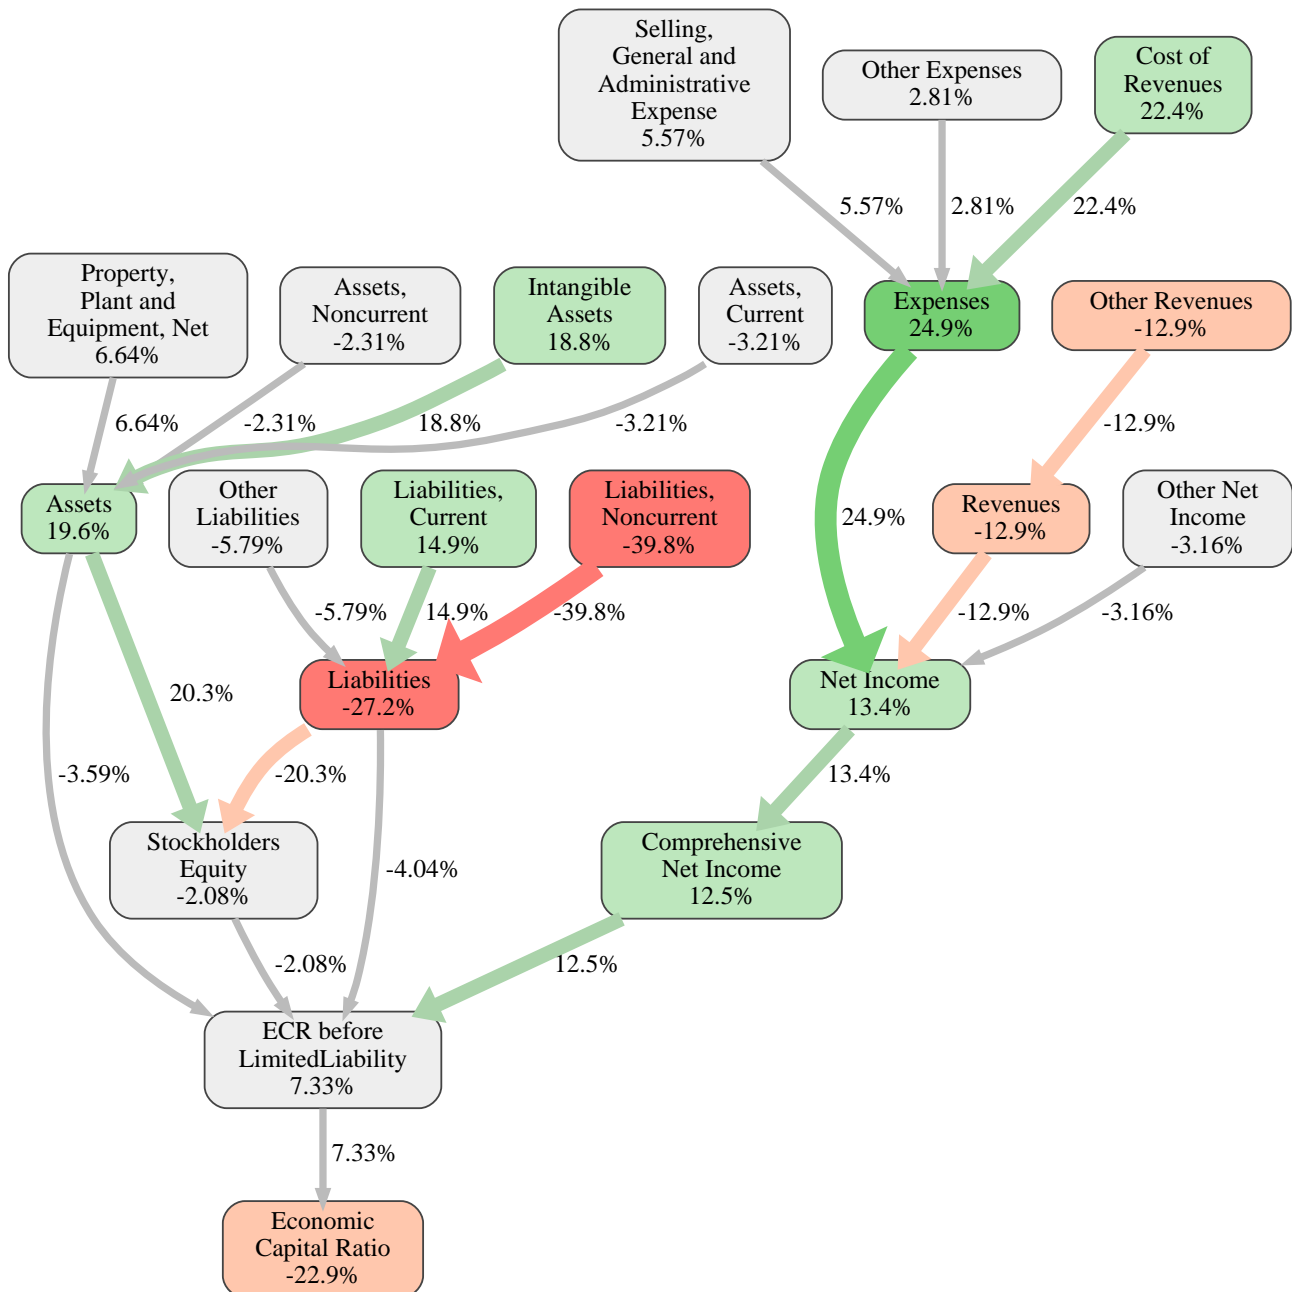 Selling,
General and
Administrative
Expense
5.57%
Other Expenses
2.81%
Cost of
Revenues
22.4%
5.57%
2.81%
22.4%
Property,
Plant and
Equipment, Net
6.64%
Assets,
Noncurrent
-2.31%
Intangible
Assets
18.8%
Assets,
Current
-3.21%
Expenses
24.9%
Other Revenues
-12.9%
6.64%
-2.31%
18.8%
-3.21%
-12.9%
Assets
19.6%
Other
Liabilities
-5.79%
Liabilities,
Current
14.9%
Liabilities,
Noncurrent
-39.8%
24.9%
Revenues
-12.9%
Other Net
Income
-3.16%
-5.79%
14.9%
-39.8%
-12.9%
-3.16%
20.3%
Liabilities
-27.2%
Net Income
13.4%
-3.59%
-20.3%
13.4%
Stockholders
Equity
-2.08%
-4.04%
Comprehensive
Net Income
12.5%
-2.08%
12.5%
ECR before
LimitedLiability
7.33%
7.33%
Economic
Capital Ratio
-22.9%